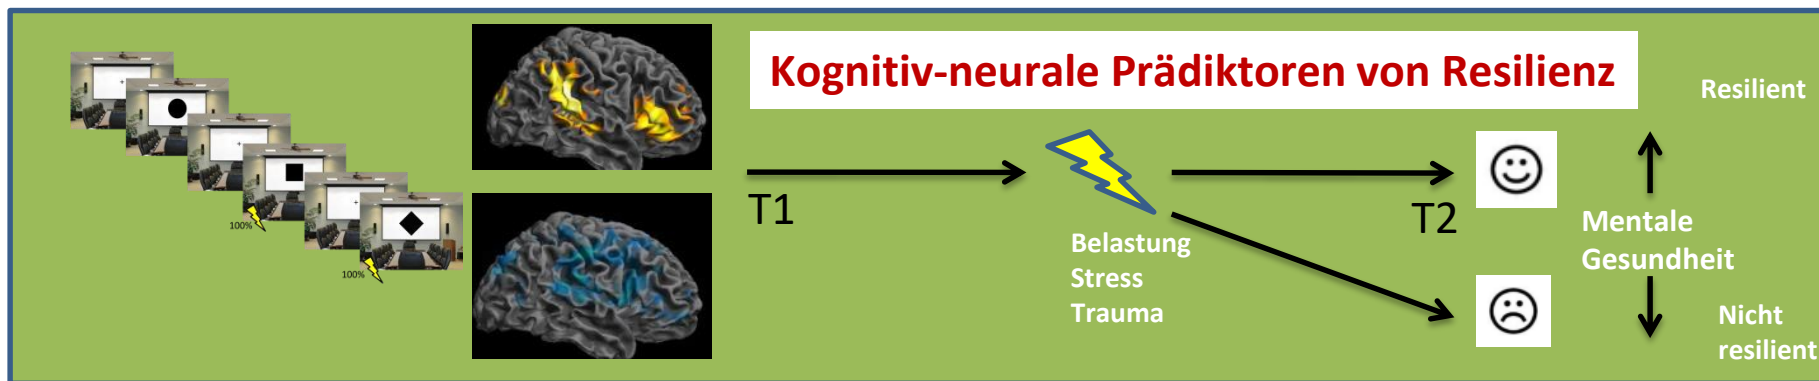 Kognitiv-neurale Prädiktoren von Resilienz
Resilient
T1
T2
Belastung
Stress
Trauma
Mentale
Gesundheit
Nicht
resilient
100%
100%